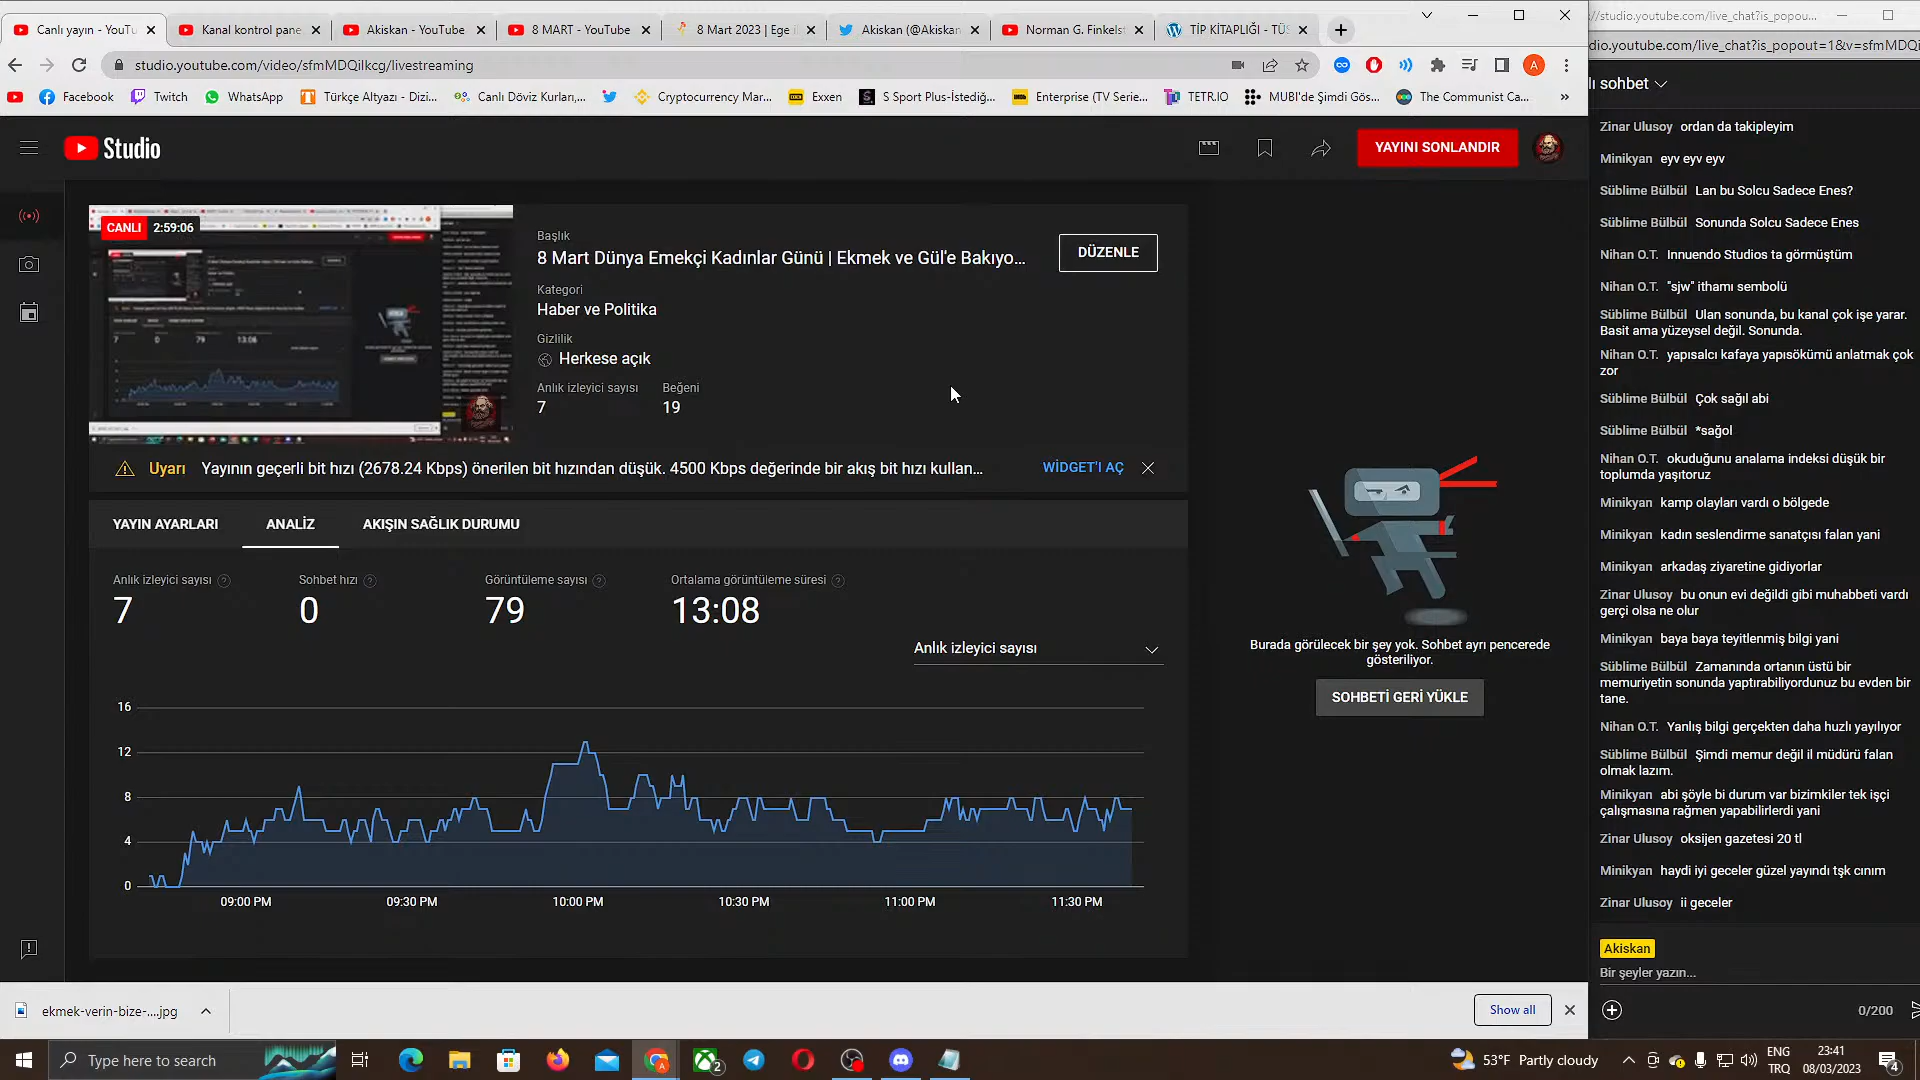 Canlı yayın - YouTu
Kanal kontrol pane
Akiskan - YouTube
8 MART - YouTube
8 Mart 2023 | Ege i
Akiskan (@Akiskan
Norman G. Finkelst
TİP KİTAPLIĞI - TÜS
//studio.youtube.com/live_chat?is_popou...
studio.youtube.com/video/sfmMDQiIkcg/livestreaming
dio.youtube.com/live_chat?is_popout=1&v=sfmMDQi
Facebook
Twitch
WhatsApp
Türkçe Altyazı - Dizi...
Canlı Döviz Kurları,...
Cryptocurrency Mar...
Exxen
S Sport Plus-İstediğ...
Enterprise (TV Serie...
TETR.IO
MUBI'de Şimdi Gös...
The Communist Ca...
»
Studio
YAYINI SONLANDIR
CANLI 2:59:06
Başlık
8 Mart Dünya Emekçi Kadınlar Günü | Ekmek ve Gül'e Bakıyo...
DÜZENLE
Kategori
Haber ve Politika
Gizlilik
Herkese açık
Anlık izleyici sayısı
Beğeni
7
19
Uyarı Yayının geçerli bit hızı (2678.24 Kbps) önerilen bit hızından düşük. 4500 Kbps değerinde bir akış bit hızı kullan...
WIDGET'I AÇ
YAYIN AYARLARI
ANALİZ
AKIŞIN SAĞLIK DURUMU
Anlık izleyici sayısı
Sohbet hızı
Görüntüleme sayısı
Ortalama görüntüleme süresi
7
0
79
13:08
Anlık izleyici sayısı
16
12
8
4
0
09:00 PM
09:30 PM
10:00 PM
10:30 PM
11:00 PM
11:30 PM
Burada görülecek bir şey yok. Sohbet ayrı pencerede
gösteriliyor.
SOHBETİ GERİ YÜKLE
lı sohbet
Zinar Ulusoy ordan da takipleyim
Minikyan eyv eyv eyv
Süblime Bülbül Lan bu Solcu Sadece Enes?
Süblime Bülbül Sonunda Solcu Sadece Enes
Nihan O.T. Innuendo Studios ta görmüştüm
Nihan O.T. "sjw" ithamı sembolü
Süblime Bülbül Ulan sonunda, bu kanal çok işe yarar.
Basit ama yüzeysel değil. Sonunda.
Nihan O.T. yapısalcı kafaya yapısökümü anlatmak çok
zor
Süblime Bülbül Çok sağıl abi
Süblime Bülbül *sağol
Nihan O.T. okuduğunu analama indeksi düşük bir
toplumda yaşıtoruz
Minikyan kamp olayları vardı o bölgede
Minikyan kadın seslendirme sanatçısı falan yani
Minikyan arkadaş ziyaretine gidiyorlar
Zinar Ulusoy bu onun evi değildi gibi muhabbeti vardı
gerçi olsa ne olur
Minikyan baya baya teyitlenmiş bilgi yani
Süblime Bülbül Zamanında ortanın üstü bir
memuriyetin sonunda yaptırabiliyordunuz bu evden bir
tane.
Nihan O.T. Yanlış bilgi gerçekten daha huzlı yayılıyor
Süblime Bülbül Şimdi memur değil il müdürü falan
olmak lazım.
Minikyan abi şöyle bi durum var bizimkiler tek işçi
çalışmasına rağmen yapabilirlerdi yani
Zinar Ulusoy oksijen gazetesi 20 tl
Minikyan haydi iyi geceler güzel yayındı tşk cınım
Zinar Ulusoy ii geceler
Akiskan
Bir şeyler yazın...
0/200
ekmek-verin-bize-....jpg
Show all
Type here to search
2
53°F Partly cloudy
ENG
TRQ
23:41
08/03/2023
4